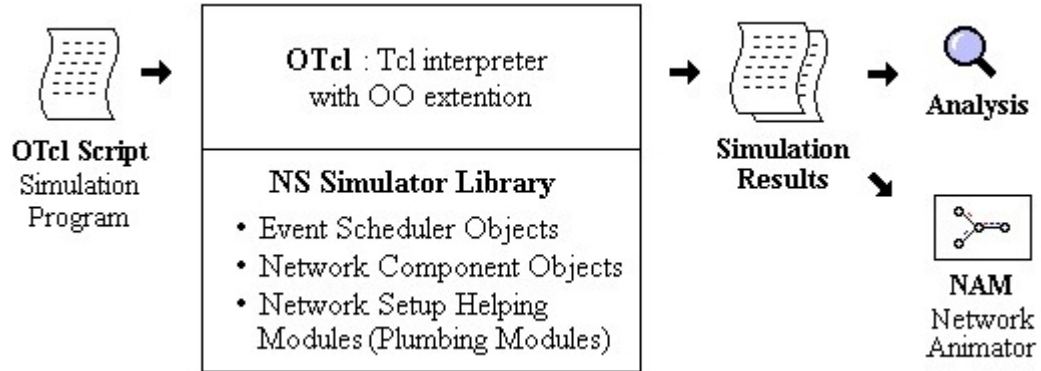 OTcl Script
Simulation
Program
OTcl : Tcl interpreter
with OO extention
NS Simulator Library
• Event Scheduler Objects
• Network Component Objects
• Network Setup Helping
Modules (Plumbing Modules)
Simulation
Results
Analysis
NAM
Network
Animator